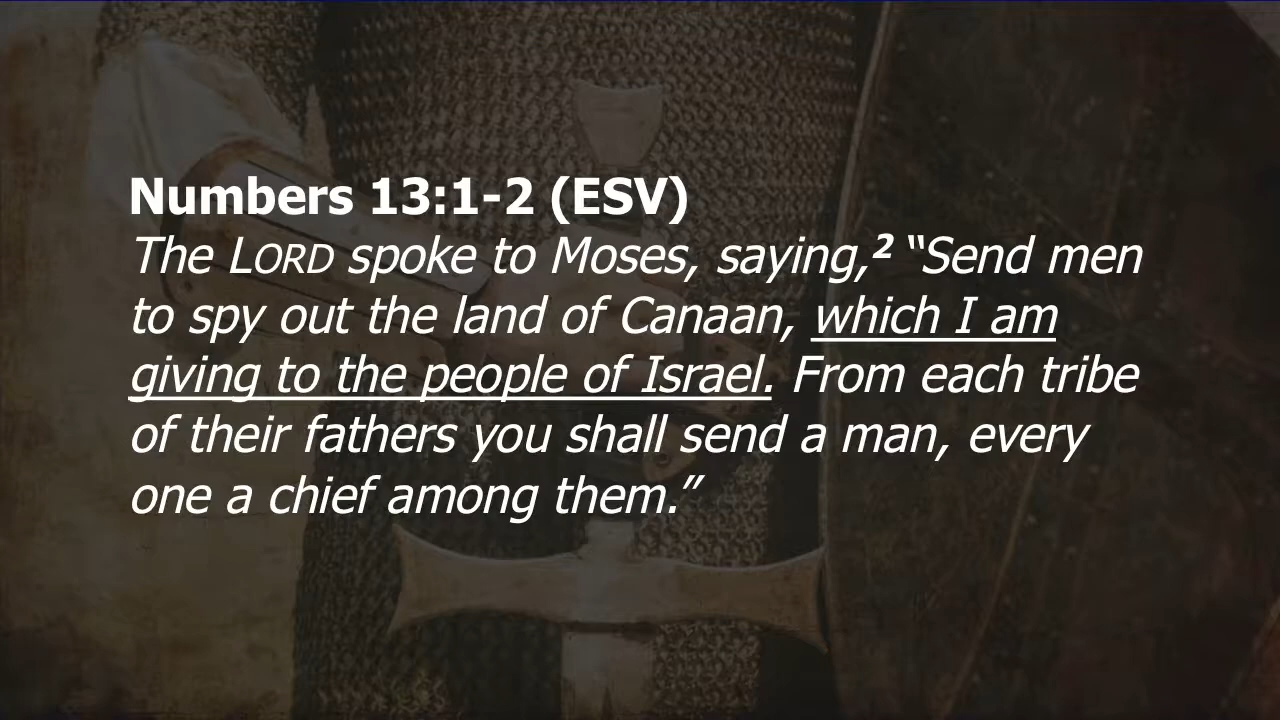 Numbers 13:1-2 (ESV)
The LORD spoke to Moses, saying,² “Send men
to spy out the land of Canaan, which I am
giving to the people of Israel. From each tribe
of their fathers you shall send a man, every
one a chief among them.”